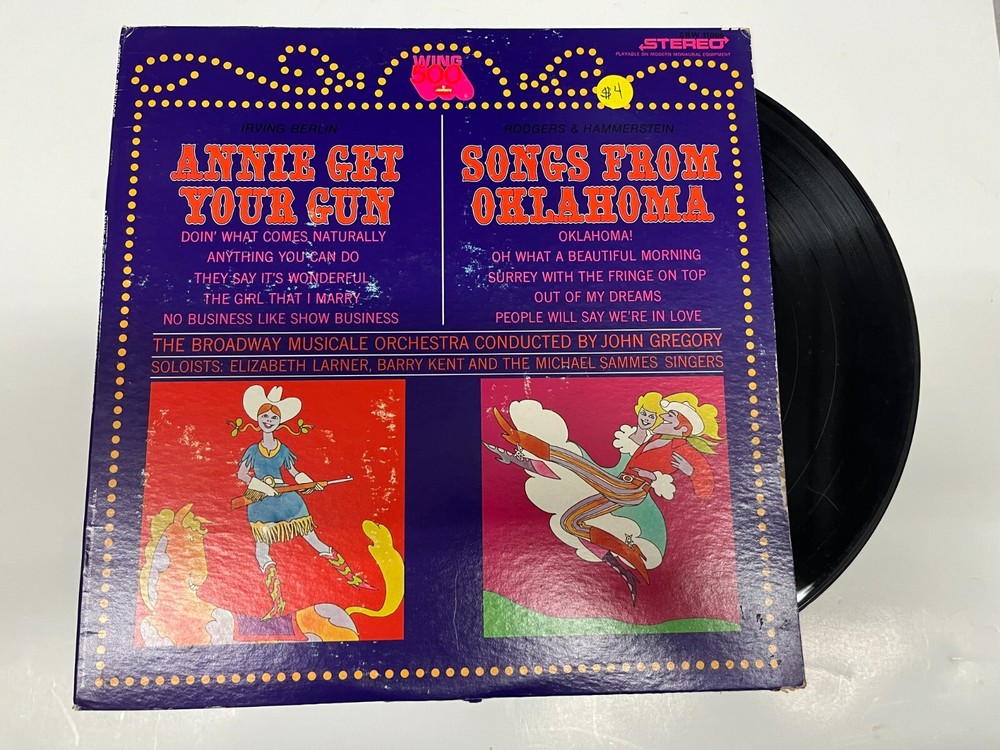 STEREO
PLAYABLE ON MODERN MONAURAL EQUIPMENT
WING
500
$4
IRVING BERLIN
ANNIE GET
YOUR GUN
DOIN' WHAT COMES NATURALLY
ANYTHING YOU CAN DO
THEY SAY IT'S WONDERFUL
THE GIRL THAT I MARRY
NO BUSINESS LIKE SHOW BUSINESS
RODGERS & HAMMERSTEIN
SONGS FROM
OKLAHOMA
OKLAHOMA!
OH WHAT A BEAUTIFUL MORNING
SURREY WITH THE FRINGE ON TOP
OUT OF MY DREAMS
PEOPLE WILL SAY WE'RE IN LOVE
THE BROADWAY MUSICALE ORCHESTRA CONDUCTED BY JOHN GREGORY
SOLOISTS: ELIZABETH LARNER, BARRY KENT AND THE MICHAEL SAMMES SINGERS